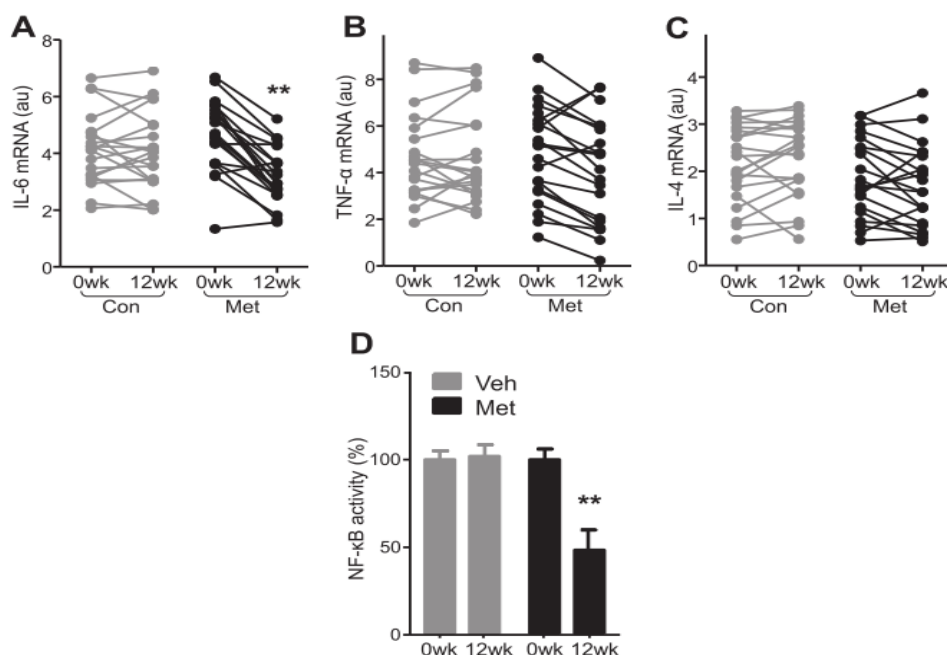 A
IL-6 mRNA (au)
8
6
4
2
0
**
0wk 12wk 0wk 12wk
Con Met
B
TNF-α mRNA (au)
8
6
4
2
0
0wk 12wk 0wk 12wk
Con Met
C
IL-4 mRNA (au)
4
3
2
1
0
0wk 12wk 0wk 12wk
Con Met
D
NF-κB activity (%)
150
100
50
0
Veh
Met
**
0wk 12wk 0wk 12wk